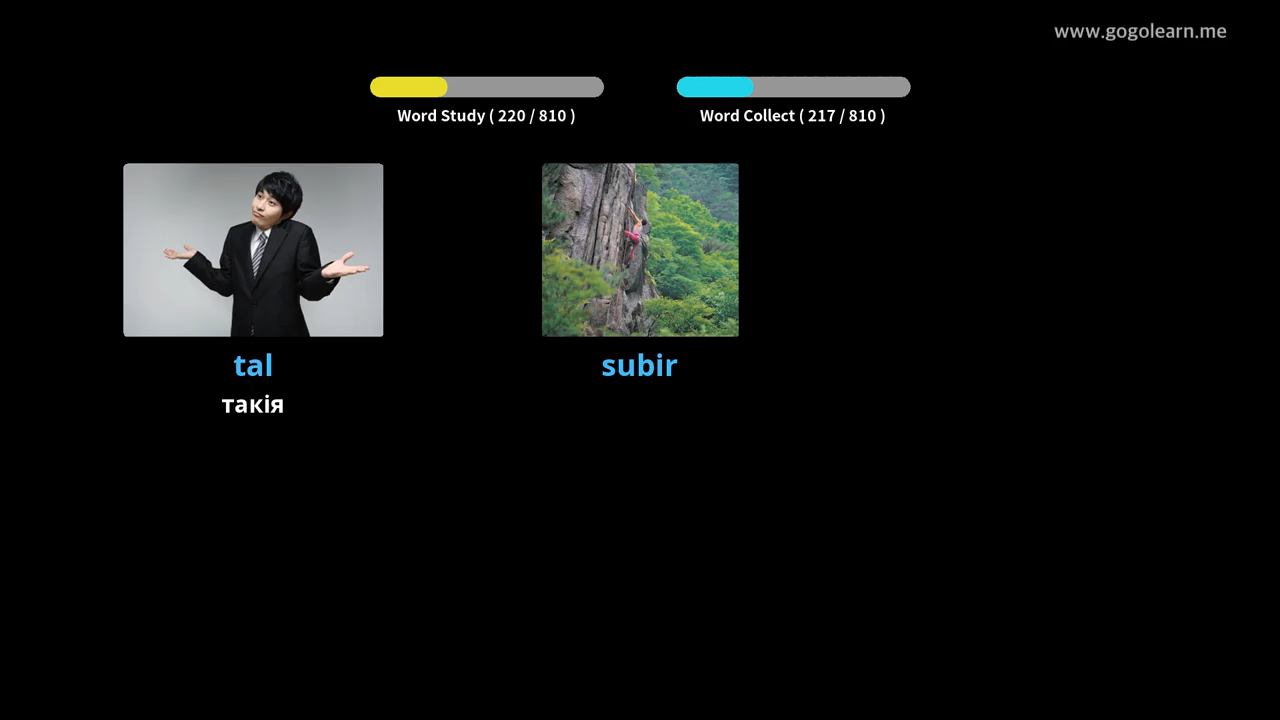 www.gogolearn.me
Word Study ( 220 / 810 )
Word Collect ( 217 / 810 )
tal
subir
такія